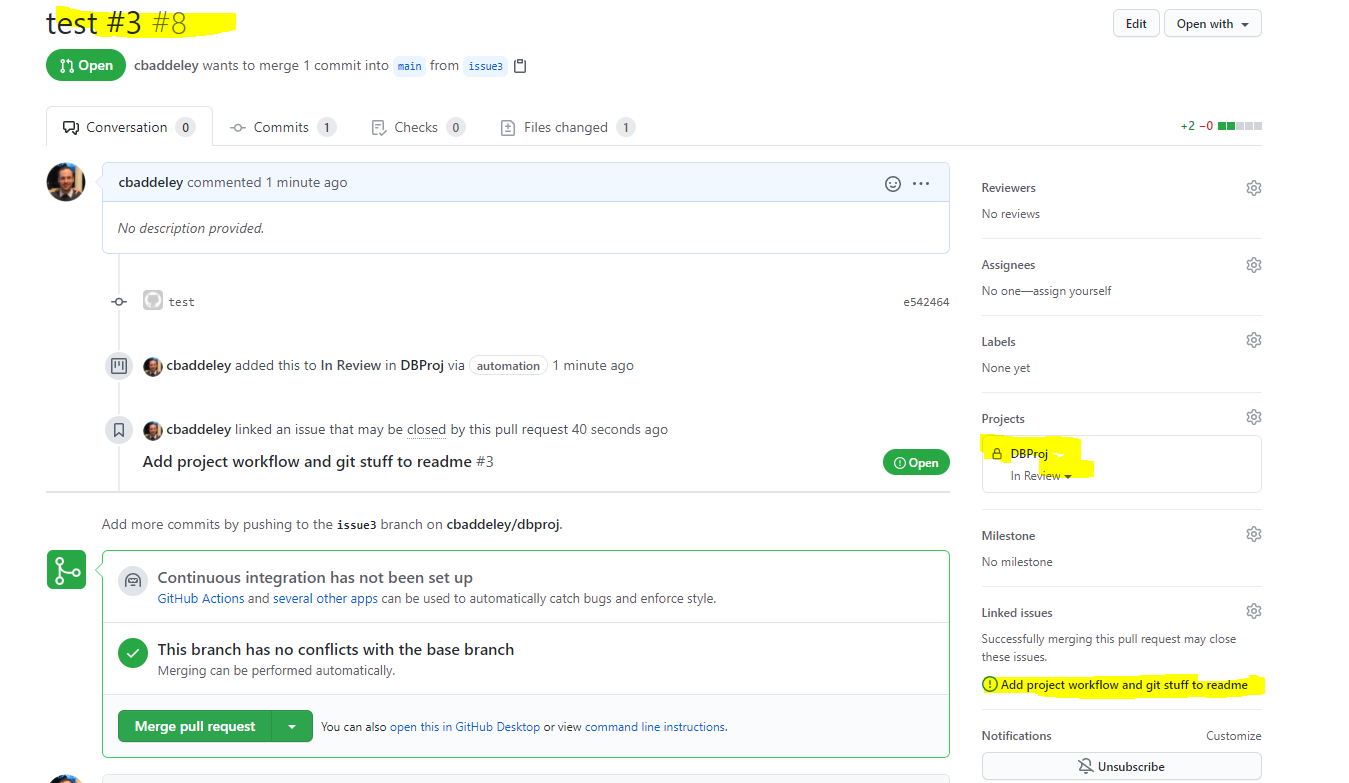 test #3 #8
Edit
Open with
Open
cbaddeley wants to merge 1 commit into main from issue3
Conversation 0
Commits 1
Checks 0
Files changed 1
+2 −0
cbaddeley commented 1 minute ago
No description provided.
test
e542464
cbaddeley added this to In Review in DBProj via automation 1 minute ago
cbaddeley linked an issue that may be closed by this pull request 40 seconds ago
Add project workflow and git stuff to readme #3
Open
Add more commits by pushing to the issue3 branch on cbaddeley/dbproj.
Continuous integration has not been set up
GitHub Actions and several other apps can be used to automatically catch bugs and enforce style.
This branch has no conflicts with the base branch
Merging can be performed automatically.
Merge pull request
You can also open this in GitHub Desktop or view command line instructions.
Reviewers
No reviews
Assignees
No one—assign yourself
Labels
None yet
Projects
DBProj
In Review
Milestone
No milestone
Linked issues
Successfully merging this pull request may close
these issues.
Add project workflow and git stuff to readme
Notifications
Customize
Unsubscribe